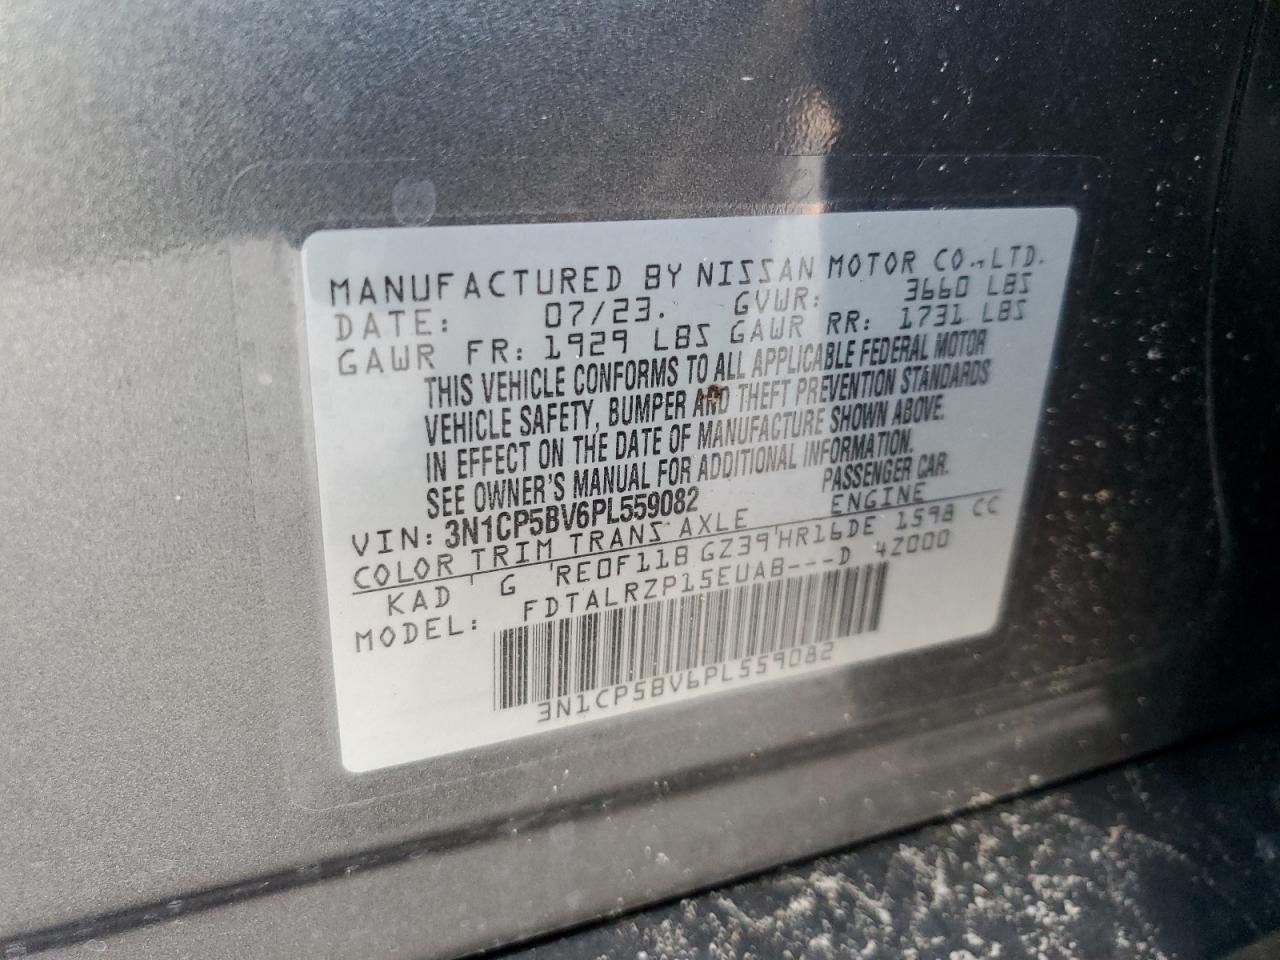 MANUFACTURED BY NISSAN MOTOR CO.,LTD.
DATE: 07/23. GVWR: 3660 LBS
GAWR FR: 1929 LBS GAWR RR: 1731 LBS
THIS VEHICLE CONFORMS TO ALL APPLICABLE FEDERAL MOTOR
VEHICLE SAFETY, BUMPER AND THEFT PREVENTION STANDARDS
IN EFFECT ON THE DATE OF MANUFACTURE SHOWN ABOVE.
SEE OWNER'S MANUAL FOR ADDITIONAL INFORMATION.
VIN: 3N1CP5BV6PL559082 PASSENGER CAR.
COLOR TRIM TRANS AXLE ENGINE
KAD G RE0F11B GZ39 HR16DE 1598 CC
MODEL: FDTALRZP15EUAB---D 4Z000
3N1CP5BV6PL559082